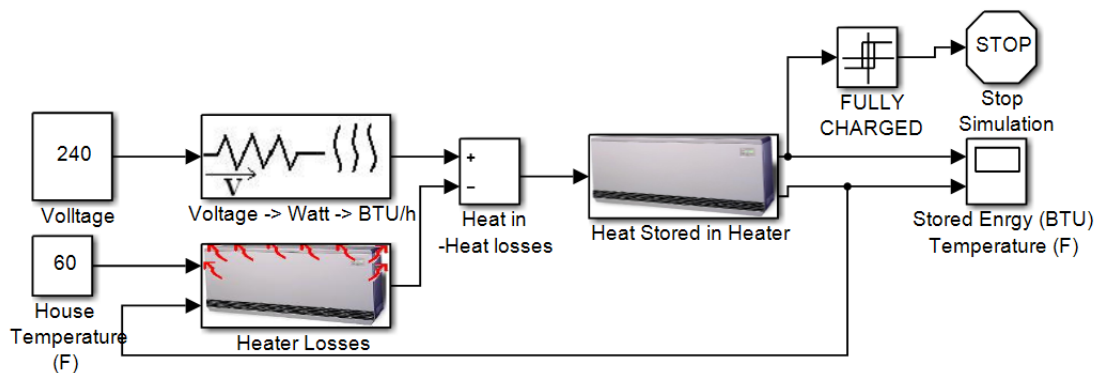 STOP
FULLY
CHARGED
Stop
Simulation
240
V
+
−
Volltage
Voltage -> Watt -> BTU/h
Heat in
-Heat losses
Heat Stored in Heater
Stored Enrgy (BTU)
Temperature (F)
60
House
Temperature
(F)
Heater Losses